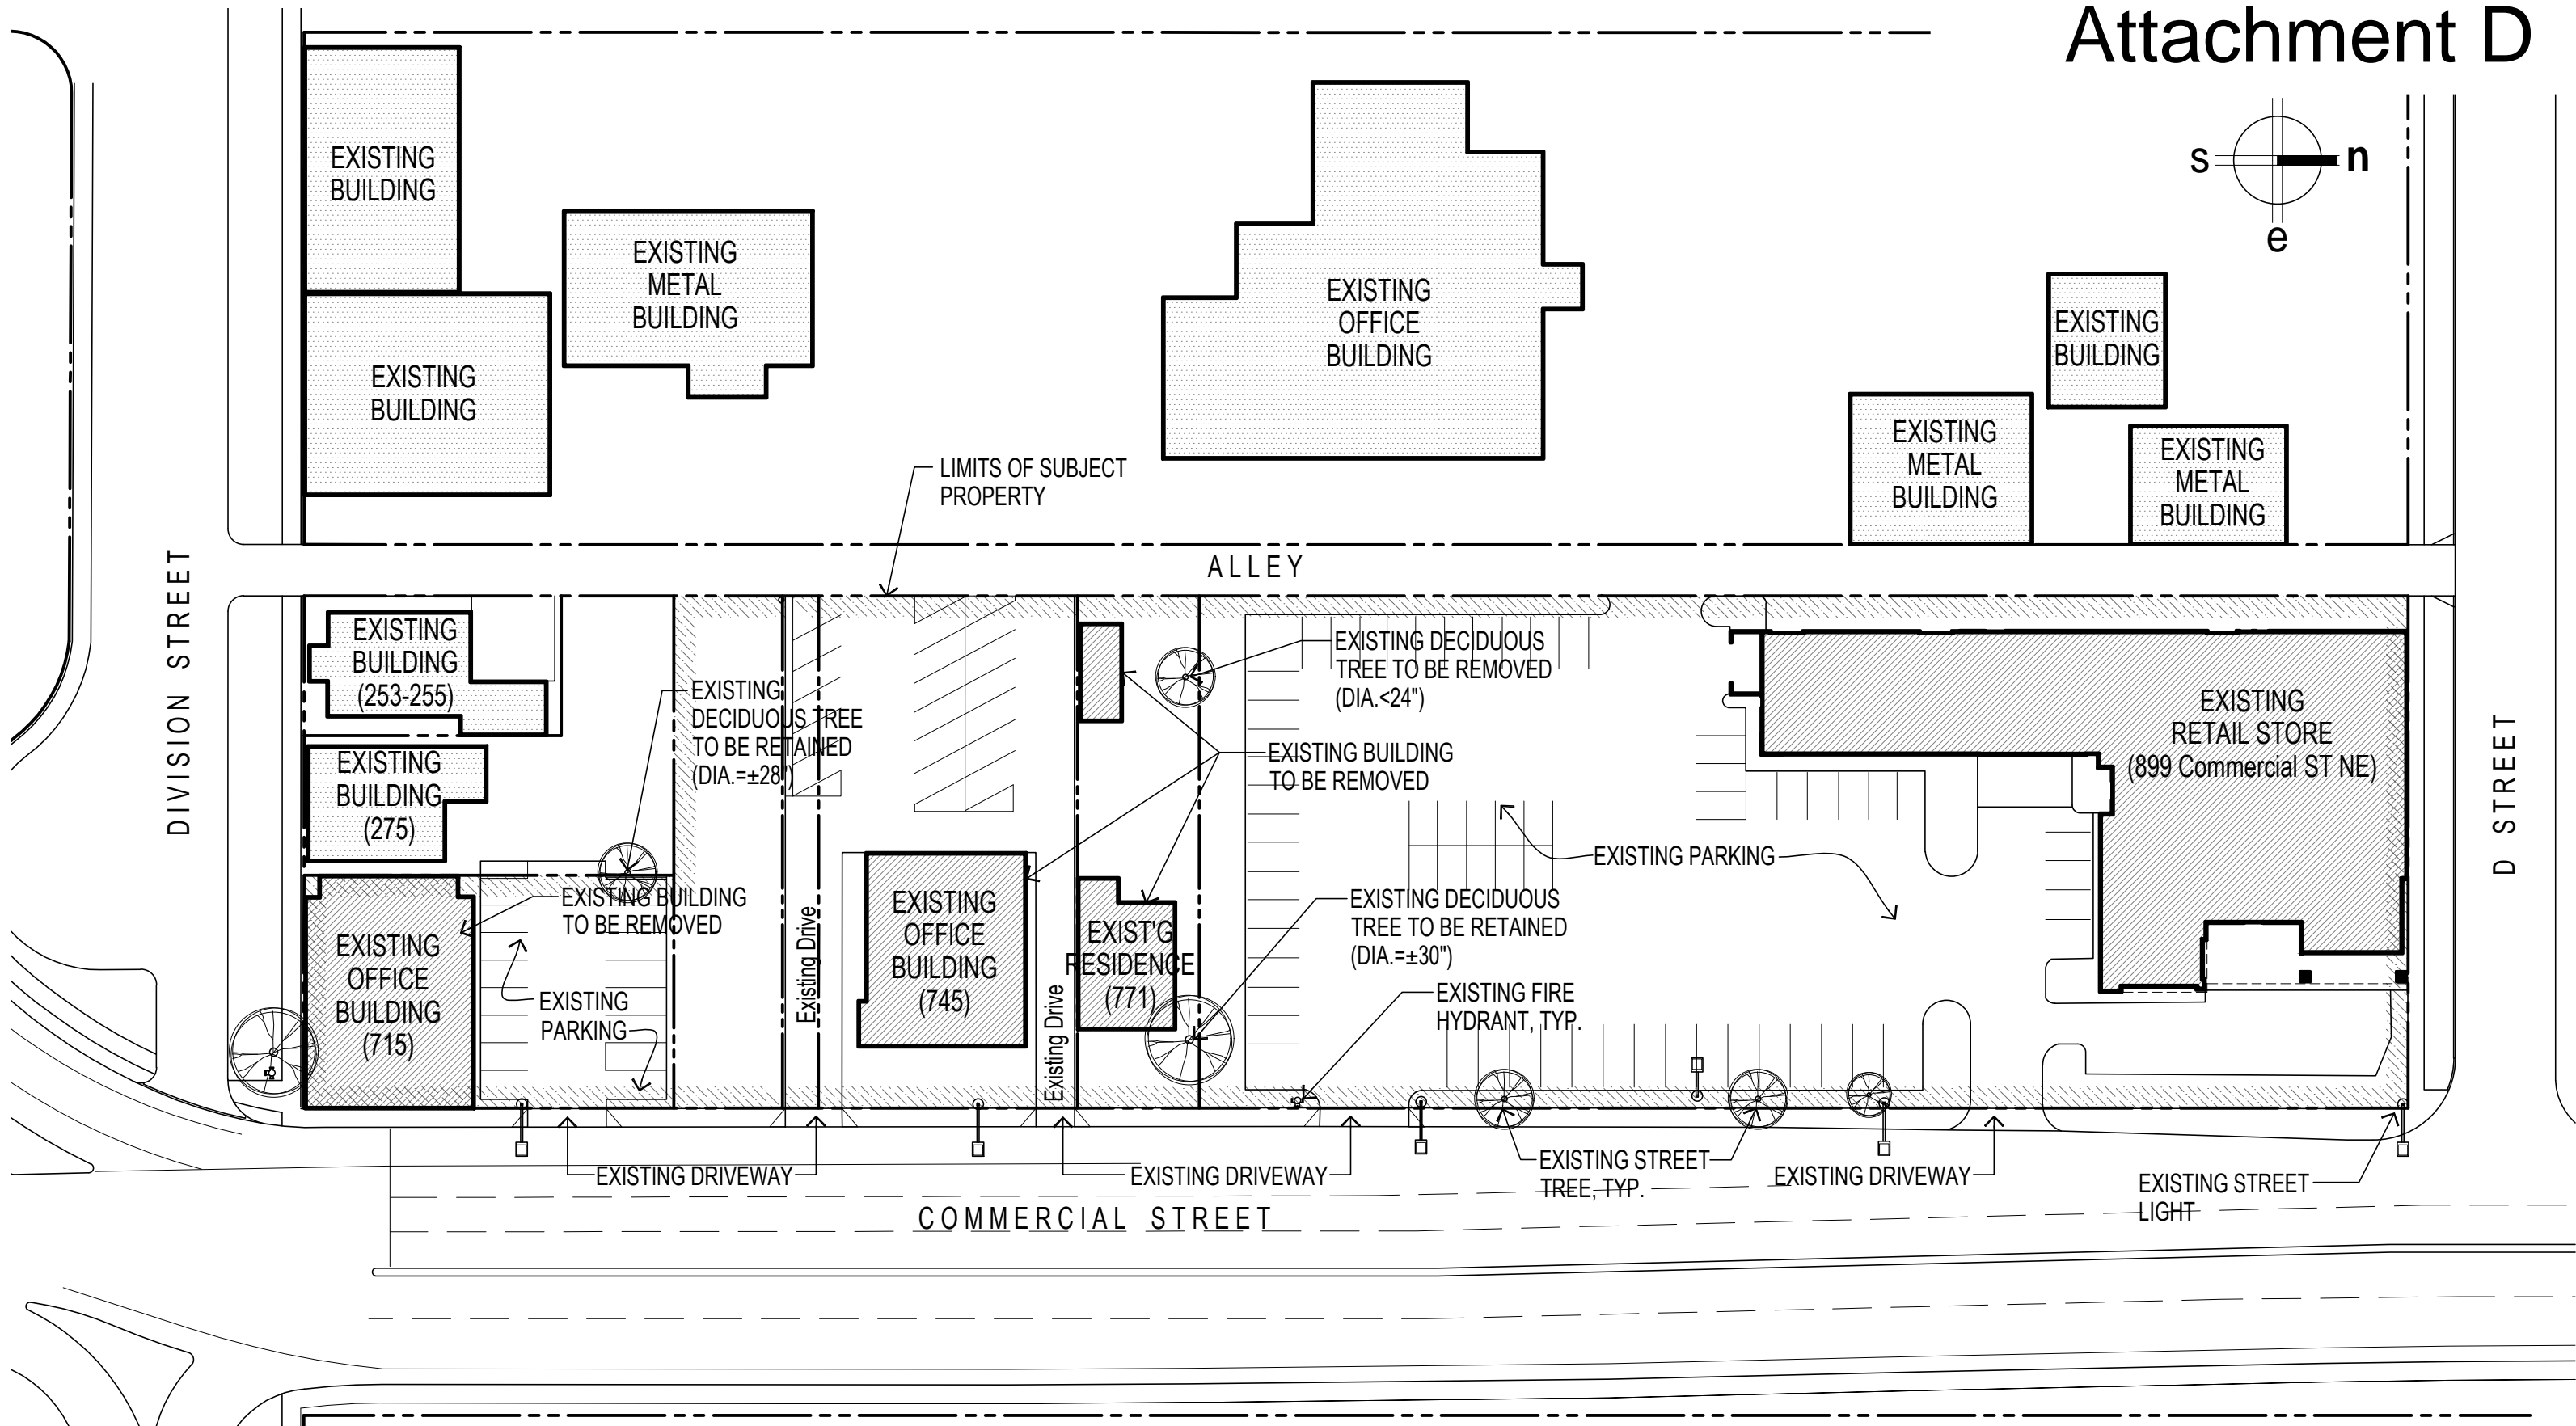 Attachment D
s
n
e
EXISTING
BUILDING
EXISTING
METAL
BUILDING
EXISTING
BUILDING
EXISTING
OFFICE
BUILDING
EXISTING
BUILDING
EXISTING
METAL
BUILDING
EXISTING
METAL
BUILDING
LIMITS OF SUBJECT
PROPERTY
ALLEY
DIVISION STREET
D STREET
EXISTING
BUILDING
(253-255)
EXISTING
BUILDING
(275)
EXISTING
DECIDUOUS TREE
TO BE RETAINED
(DIA.=±28")
EXISTING DECIDUOUS
TREE TO BE REMOVED
(DIA.<24")
EXISTING BUILDING
TO BE REMOVED
EXISTING
RETAIL STORE
(899 Commercial ST NE)
EXISTING PARKING
EXISTING BUILDING
TO BE REMOVED
EXISTING
OFFICE
BUILDING
(715)
EXISTING
PARKING
Existing Drive
EXISTING
OFFICE
BUILDING
(745)
Existing Drive
EXIST'G
RESIDENCE
(771)
EXISTING DECIDUOUS
TREE TO BE RETAINED
(DIA.=±30")
EXISTING FIRE
HYDRANT, TYP.
EXISTING DRIVEWAY
EXISTING DRIVEWAY
EXISTING STREET
TREE, TYP.
EXISTING DRIVEWAY
EXISTING STREET
LIGHT
COMMERCIAL STREET